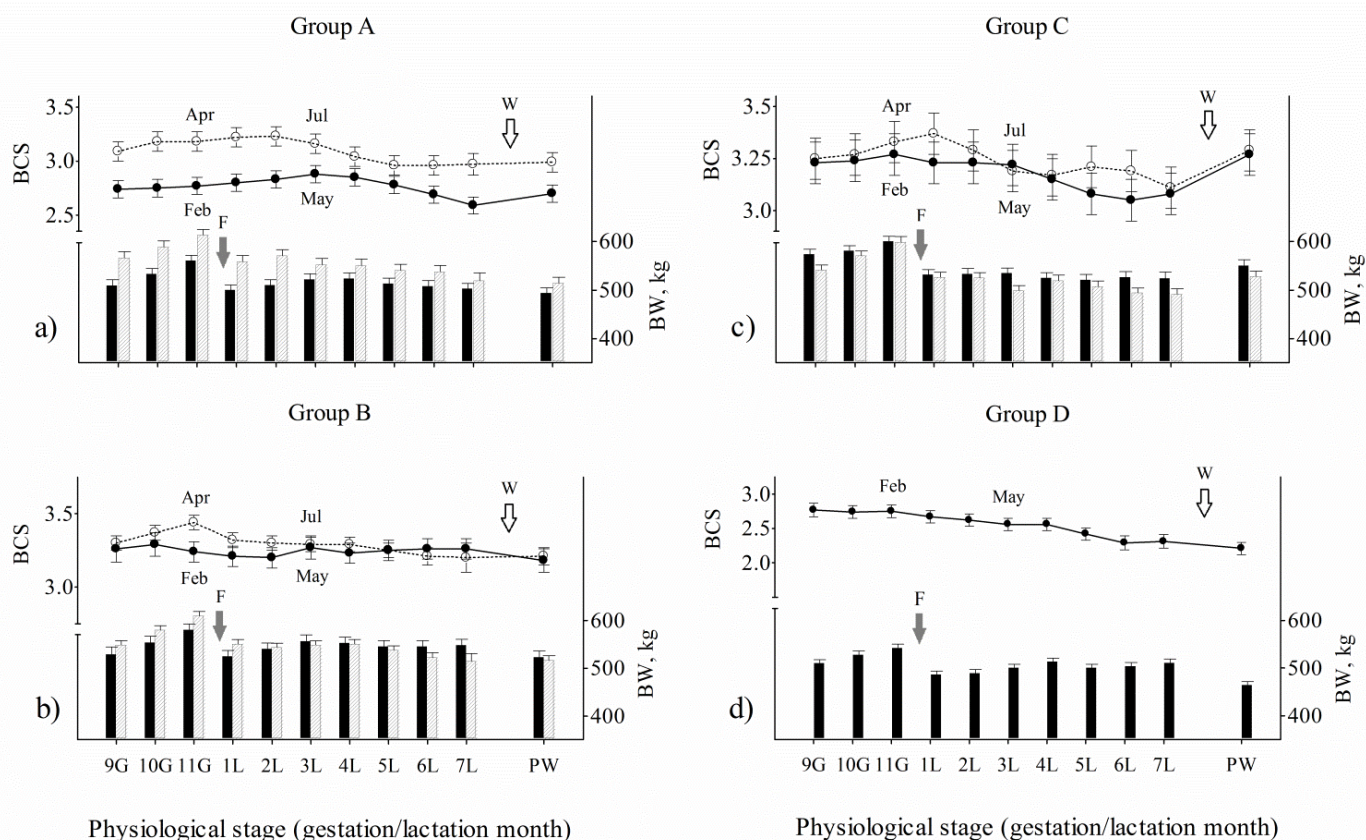 Group A
3.5
3.0
2.5
BCS
Apr
Jul
W
Feb
May
F
600
500
400
BW, kg
a)
Group C
3.5
3.25
3.0
BCS
Apr
Jul
W
Feb
May
F
600
500
400
BW, kg
c)
Group B
3.5
3.0
BCS
Apr
Jul
W
Feb
May
F
600
500
400
BW, kg
b)
9G 10G 11G 1L 2L 3L 4L 5L 6L 7L PW
Physiological stage (gestation/lactation month)
Group D
3.0
2.5
2.0
BCS
Feb
May
W
F
600
500
400
BW, kg
d)
9G 10G 11G 1L 2L 3L 4L 5L 6L 7L PW
Physiological stage (gestation/lactation month)